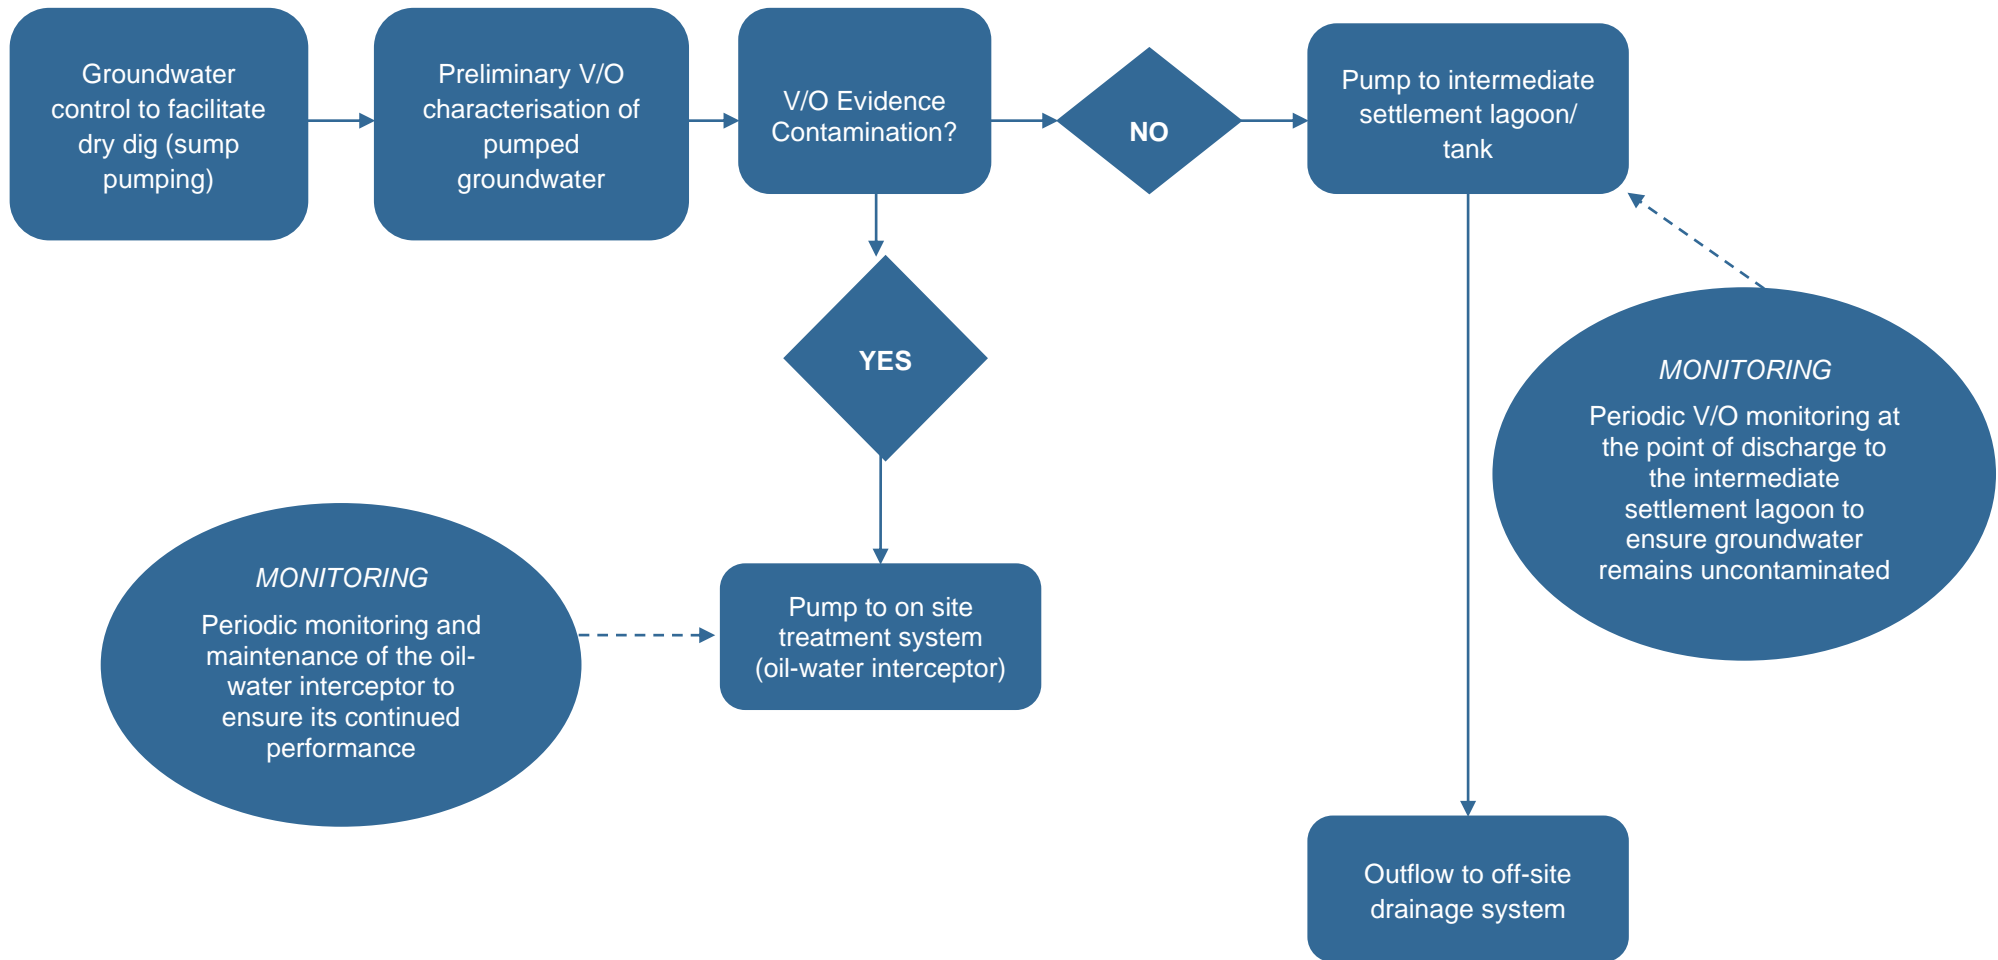 Groundwater
control to facilitate
dry dig (sump
pumping)
Preliminary V/O
characterisation of
pumped
groundwater
V/O Evidence
Contamination?
NO
Pump to intermediate
settlement lagoon/
tank
YES
MONITORING
Periodic V/O monitoring at
the point of discharge to
the intermediate
settlement lagoon to
ensure groundwater
remains uncontaminated
MONITORING
Periodic monitoring and
maintenance of the oil-
water interceptor to
ensure its continued
performance
Pump to on site
treatment system
(oil-water interceptor)
Outflow to off-site
drainage system